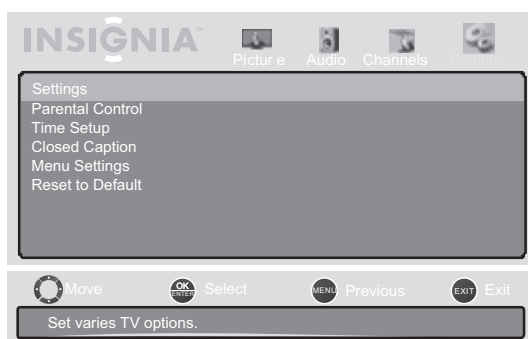 INSIGNIA™
Pictur e Audio Channels Settings
Settings
Parental Control
Time Setup
Closed Caption
Menu Settings
Reset to Default
Move OK ENTER Select MENU Previous EXIT Exit
Set varies TV options.